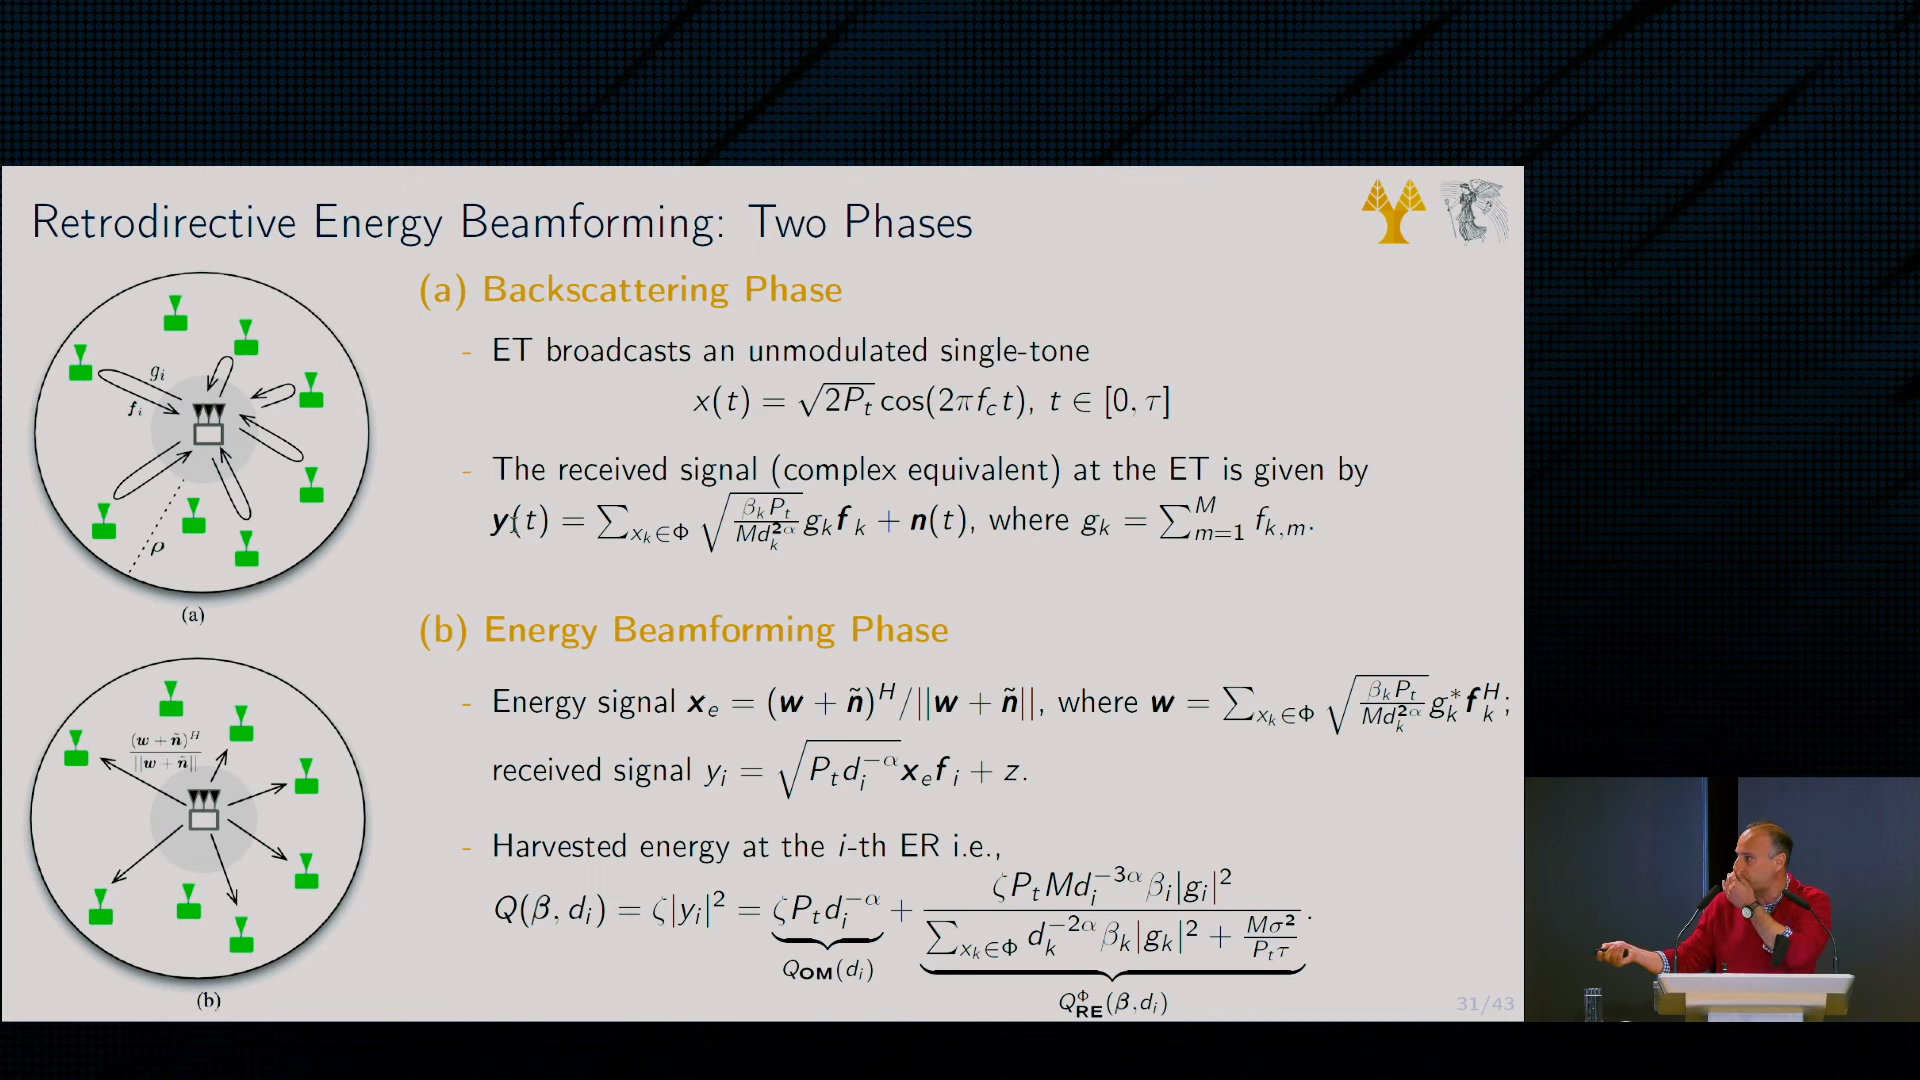 Retrodirective Energy Beamforming: Two Phases
(a) Backscattering Phase
- ET broadcasts an unmodulated single-tone
x(t) = √(2P_t) cos(2πf_c t), t ∈ [0, τ]
- The received signal (complex equivalent) at the ET is given by
y(t) = ∑_{x_k∈Φ} √(β_k P_t / M d_k^{2α}) g_k f_k + n(t), where g_k = ∑_{m=1}^{M} f_{k,m}.
g_i
f_i
ρ
(a)
(b) Energy Beamforming Phase
- Energy signal x_e = (w + ñ)^H/||w + ñ||, where w = ∑_{x_k∈Φ} √(β_k P_t / M d_k^{2α}) g_k^* f_k^H;
received signal y_i = √(P_t d_i^{-α}) x_e f_i + z.
- Harvested energy at the i-th ER i.e.,
Q(β, d_i) = ζ|y_i|^2 = ζP_t d_i^{-α} + ζP_t M d_i^{-3α} β_i|g_i|^2 / (∑_{x_k∈Φ} d_k^{-2α} β_k|g_k|^2 + Mσ^2/P_tτ).
Q_OM(d_i)
Q_RE^Φ(β,d_i)
(w + ñ)^H
||w + ñ||
(b)
31/43